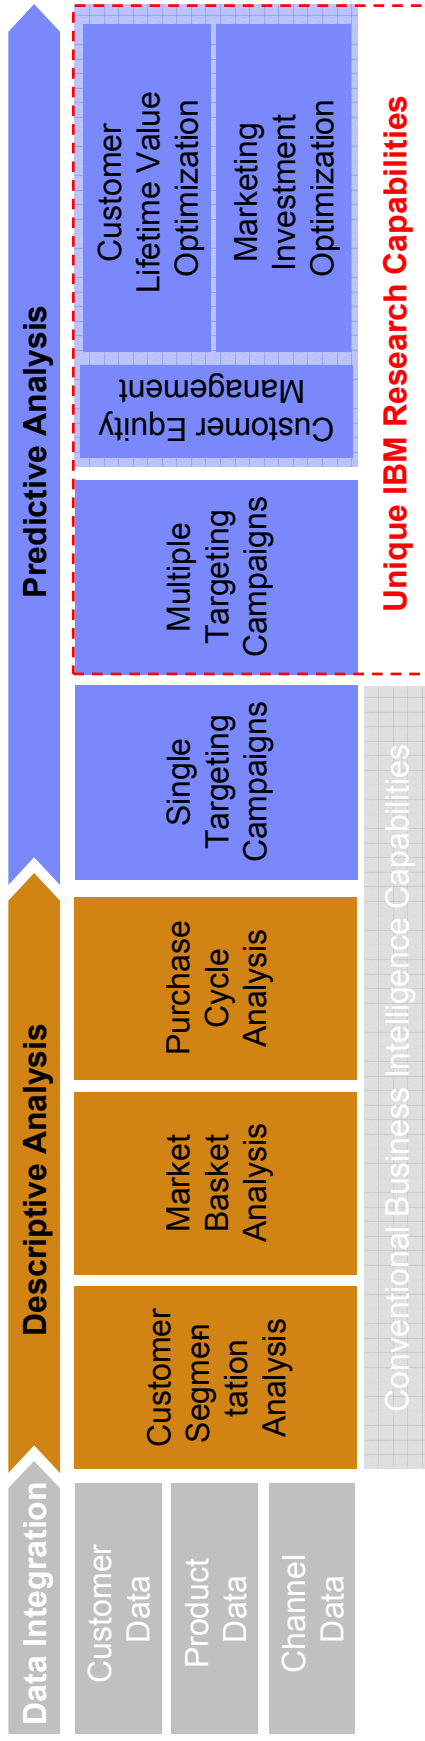 Data Integration
Descriptive Analysis
Predictive Analysis
Customer
Data
Product
Data
Channel
Data
Customer
Segmen-
tation
Analysis
Market
Basket
Analysis
Purchase
Cycle
Analysis
Single
Targeting
Campaigns
Multiple
Targeting
Campaigns
Customer Equity
Management
Customer
Lifetime Value
Optimization
Marketing
Investment
Optimization
Conventional Business Intelligence Capabilities
Unique IBM Research Capabilities